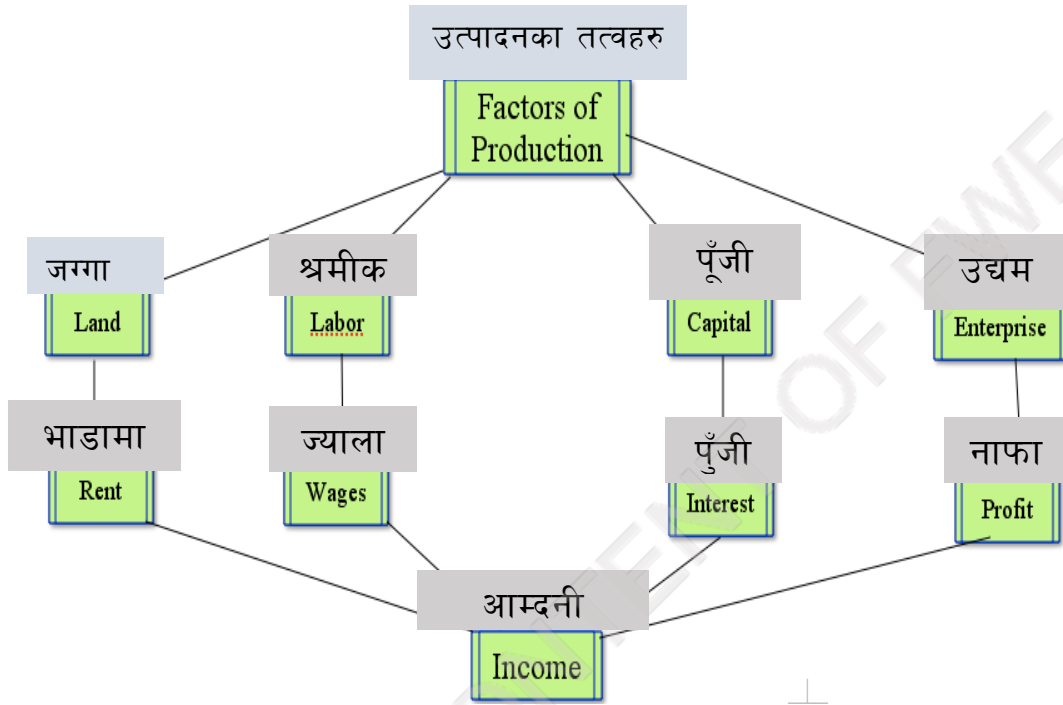 उत्पादनका तत्वहरु
Factors of
Production
जग्गा
श्रमीक
पूँजी
उद्यम
Land
Labor
Capital
Enterprise
भाडामा
ज्याला
पुँजी
नाफा
Rent
Wages
Interest
Profit
आम्दनी
Income